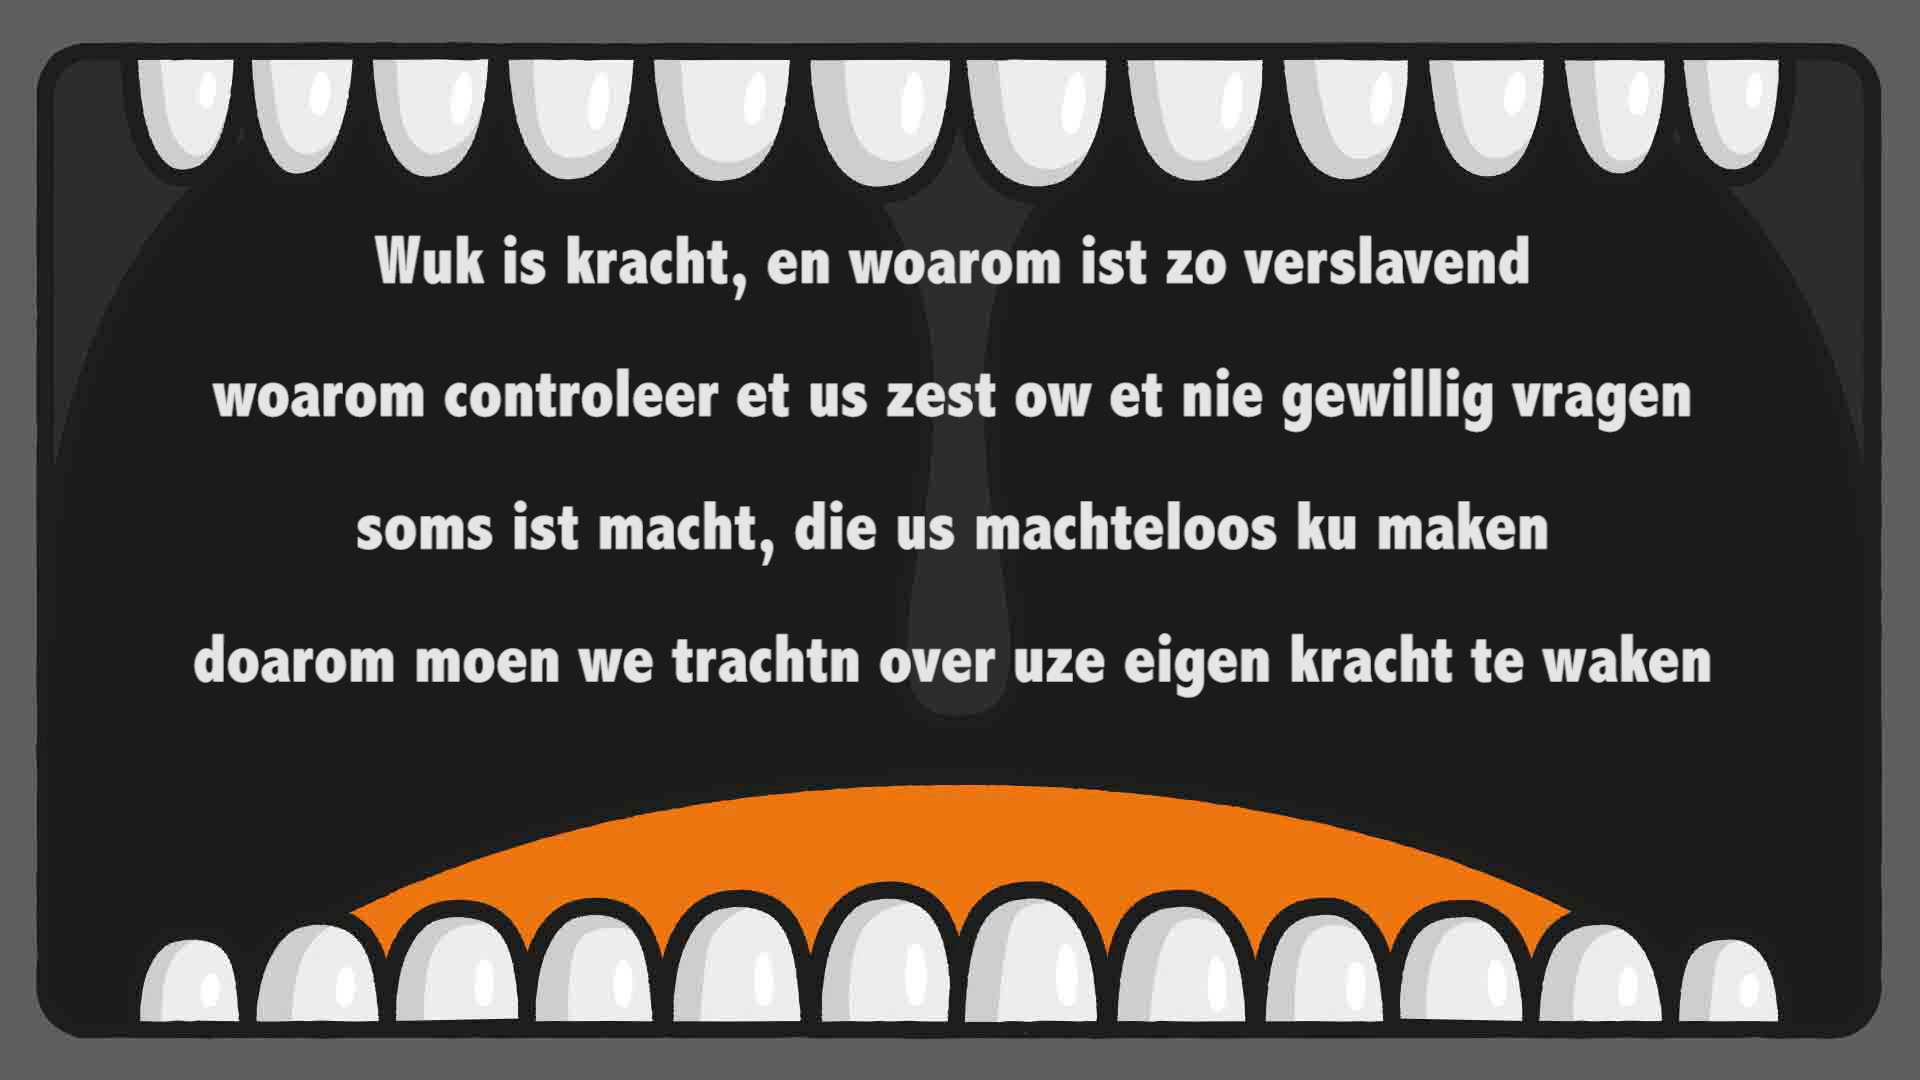 Wuk is kracht, en woarom ist zo verslavend
woarom controleer et us zest ow et nie gewillig vragen
soms ist macht, die us machteloos ku maken
doarom moen we trachtn over uze eigen kracht te waken